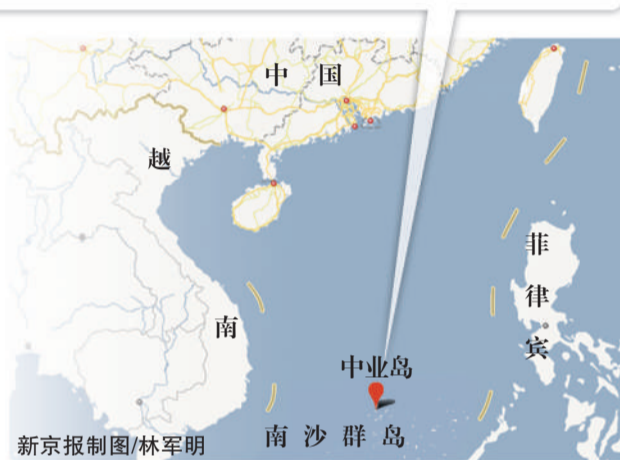 中国
越南
菲律宾
中业岛
南沙群岛
新京报制图/林军明